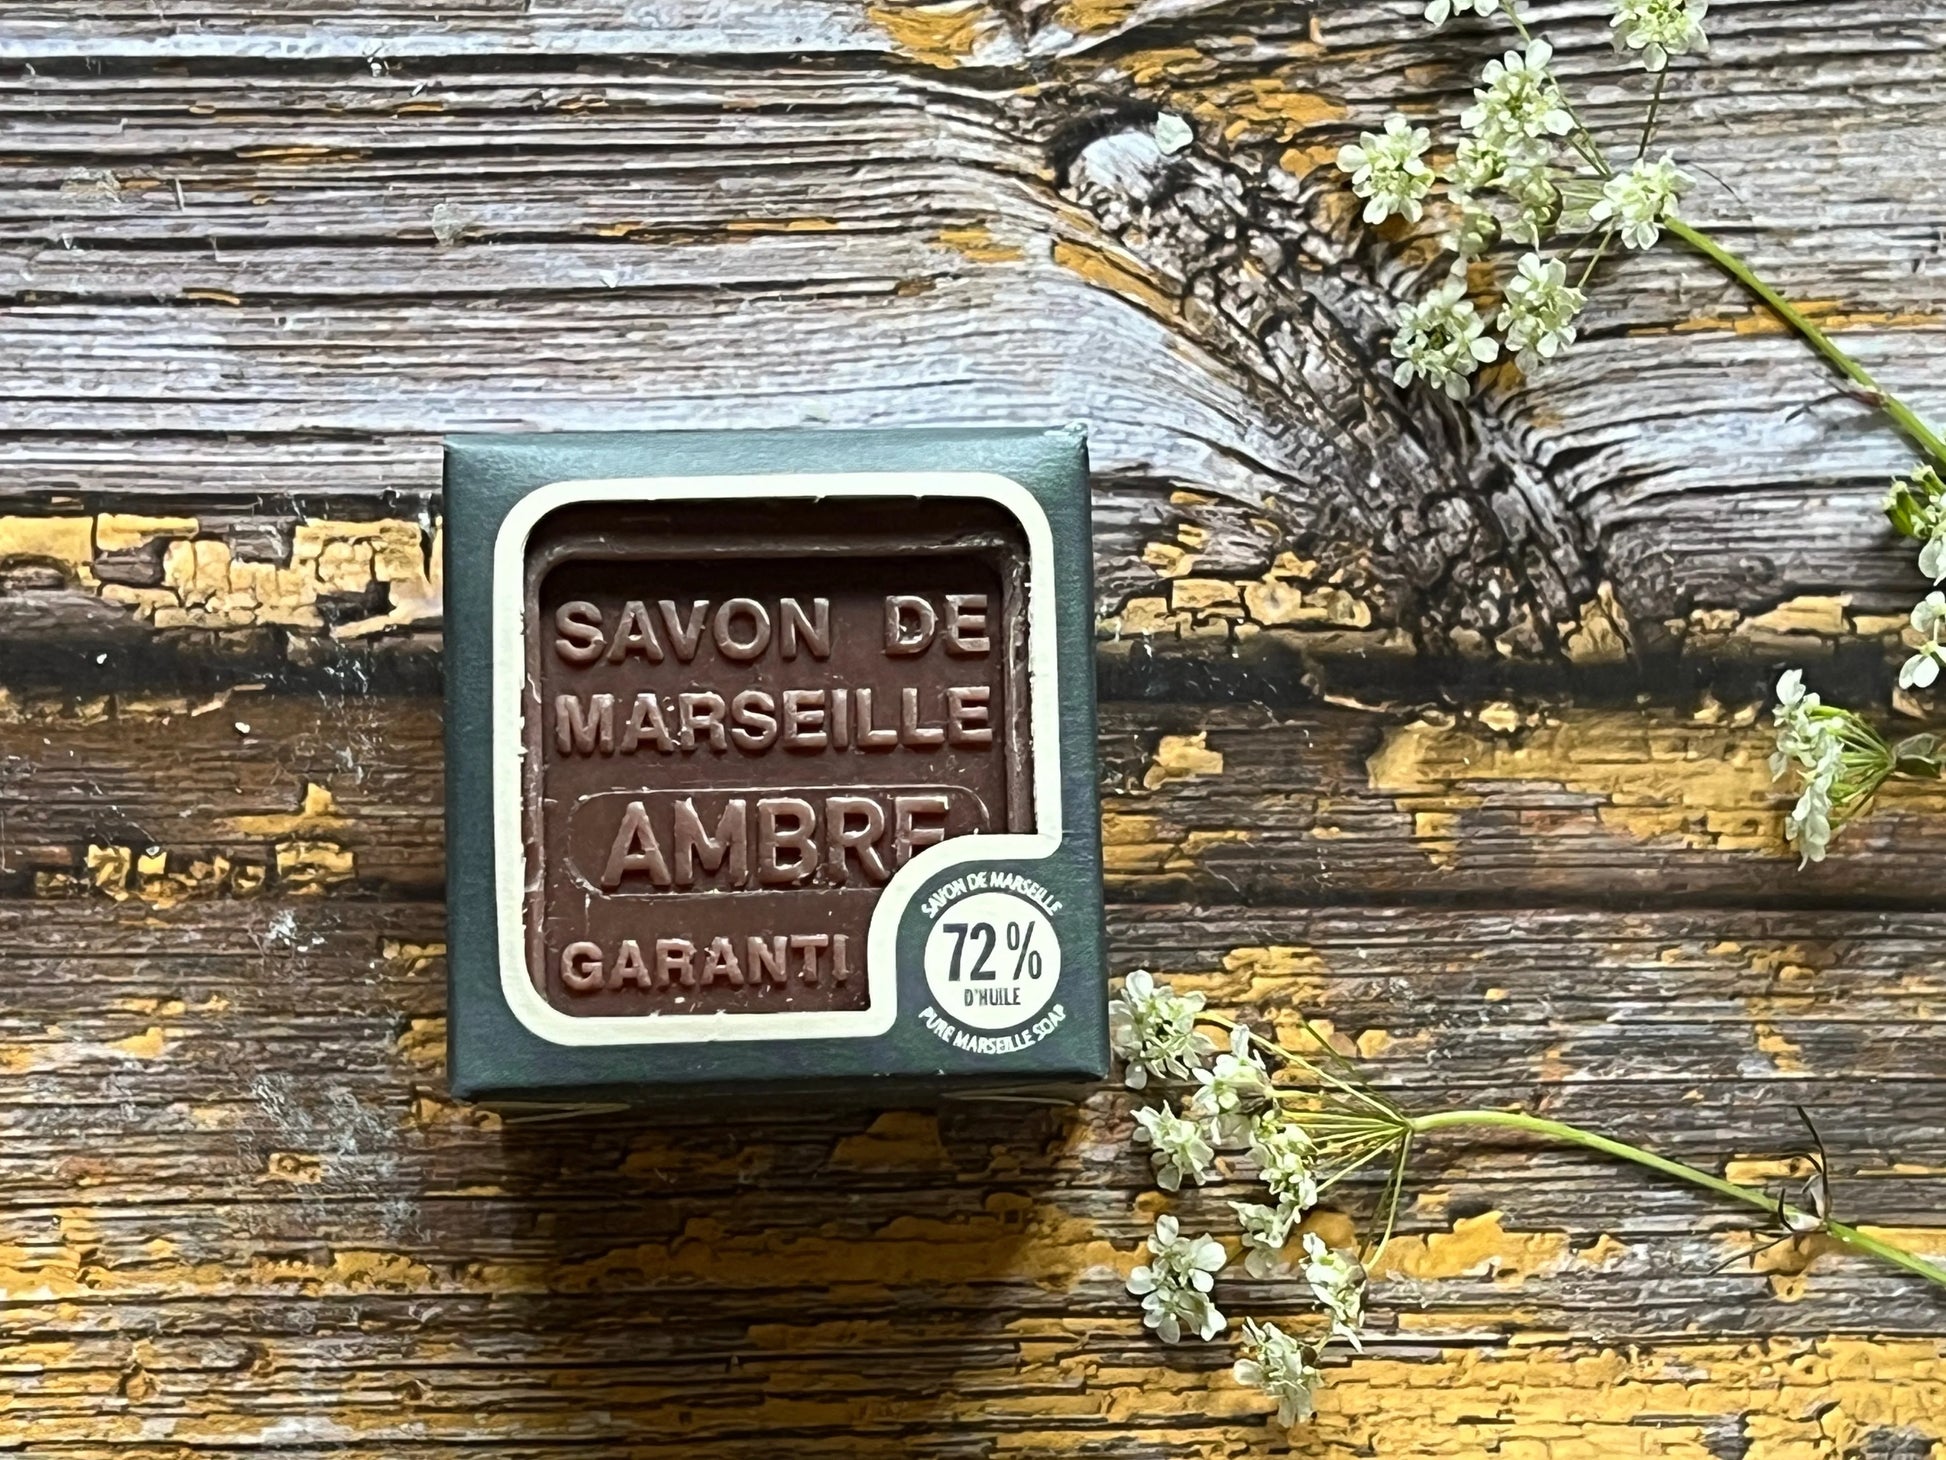 SAVON DE
MARSEILLE
AMBRE
GARANTI
SAVON DE MARSEILLE
72%
D'HUILE
PURE MARSEILLE SOAP